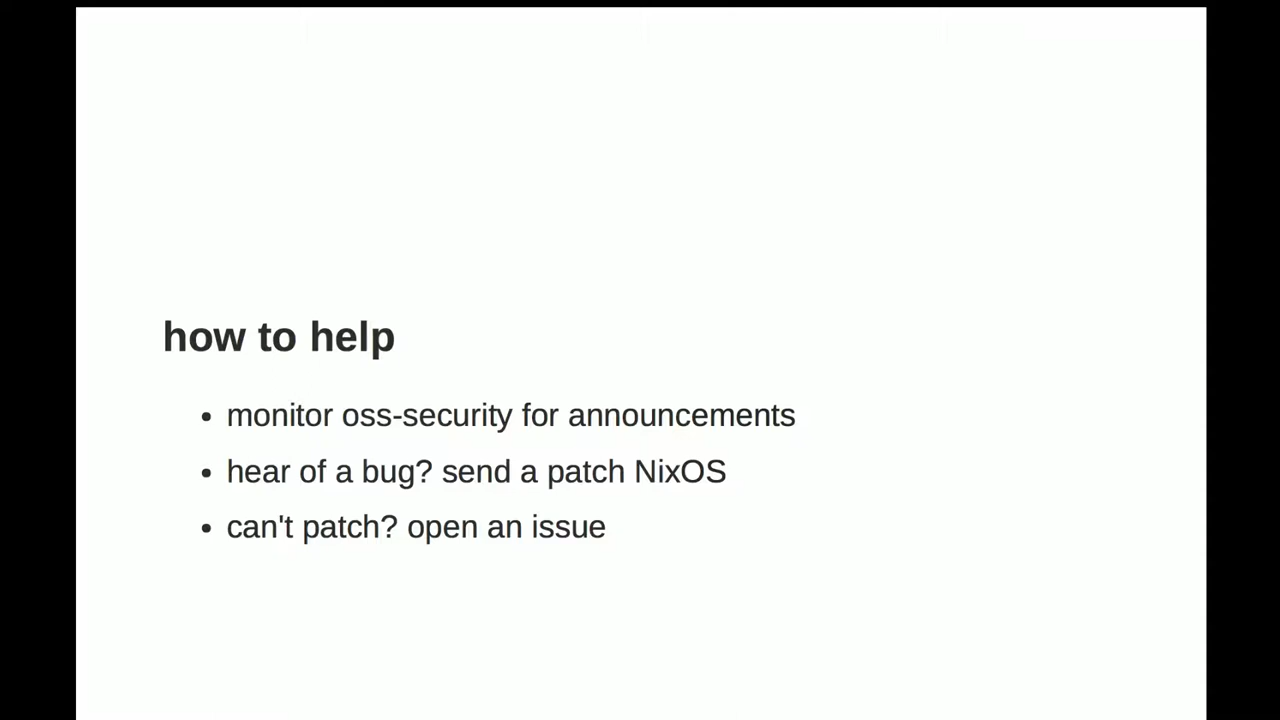 how to help
• monitor oss-security for announcements
• hear of a bug? send a patch NixOS
• can't patch? open an issue